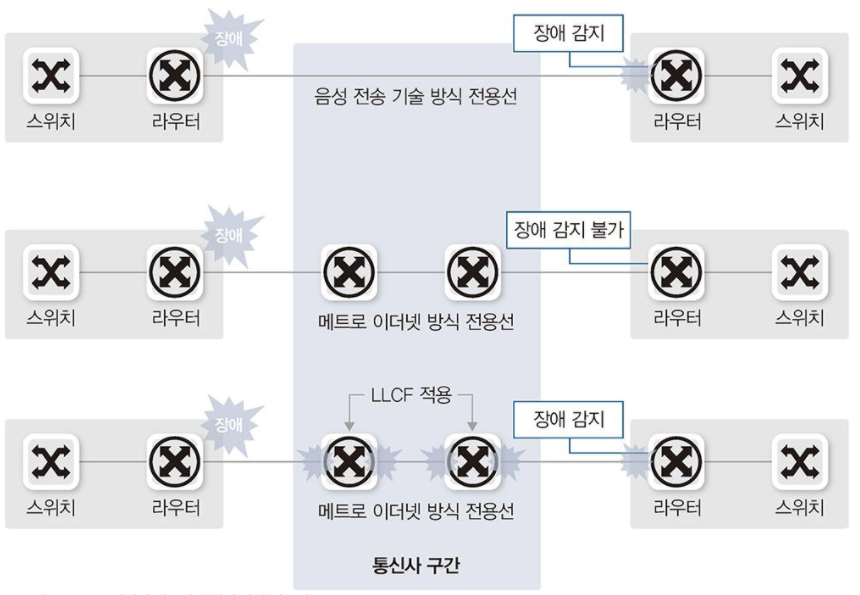 장애
장애 감지
음성 전송 기술 방식 전용선
스위치
라우터
라우터
스위치
장애
장애 감지 불가
스위치
라우터
메트로 이더넷 방식 전용선
라우터
스위치
LLCF 적용
장애
장애 감지
스위치
라우터
메트로 이더넷 방식 전용선
라우터
스위치
통신사 구간